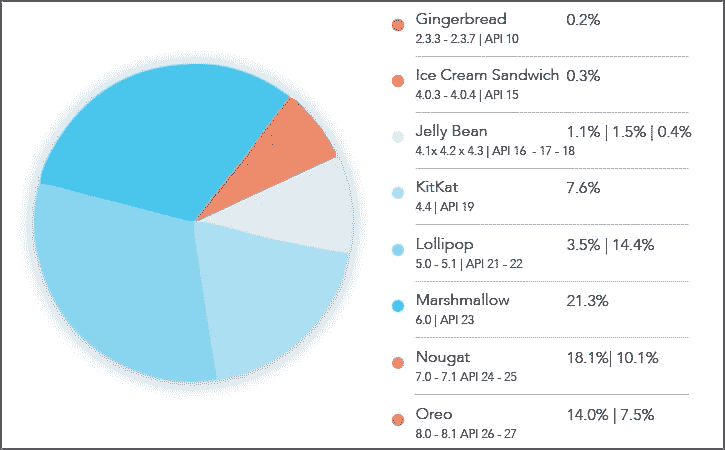 Gingerbread 0.2%
2.3.3 - 2.3.7 | API 10
Ice Cream Sandwich 0.3%
4.0.3 - 4.0.4 | API 15
Jelly Bean 1.1% | 1.5% | 0.4%
4.1x 4.2 x 4.3 | API 16 - 17 - 18
KitKat 7.6%
4.4 | API 19
Lollipop 3.5% | 14.4%
5.0 - 5.1 | API 21 - 22
Marshmallow 21.3%
6.0 | API 23
Nougat 18.1%| 10.1%
7.0 - 7.1 API 24 - 25
Oreo 14.0% | 7.5%
8.0 - 8.1 API 26 - 27